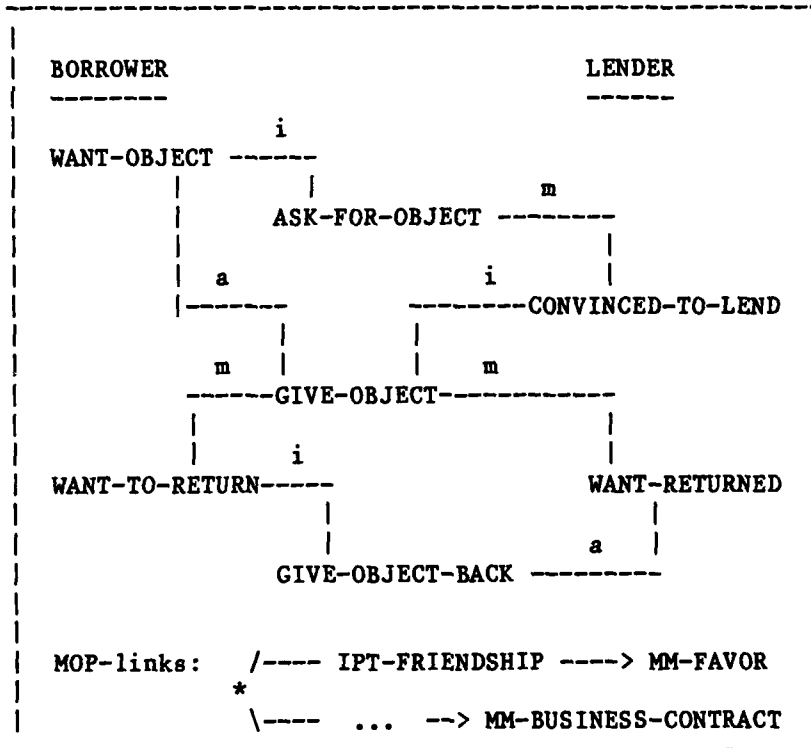 BORROWER LENDER
i
WANT-OBJECT
m
ASK-FOR-OBJECT
a i
CONVINCED-TO-LEND
m m
GIVE-OBJECT
i
WANT-TO-RETURN WANT-RETURNED
a
GIVE-OBJECT-BACK
MOP-links: /---- IPT-FRIENDSHIP ----> MM-FAVOR
*
\---- ... --> MM-BUSINESS-CONTRACT